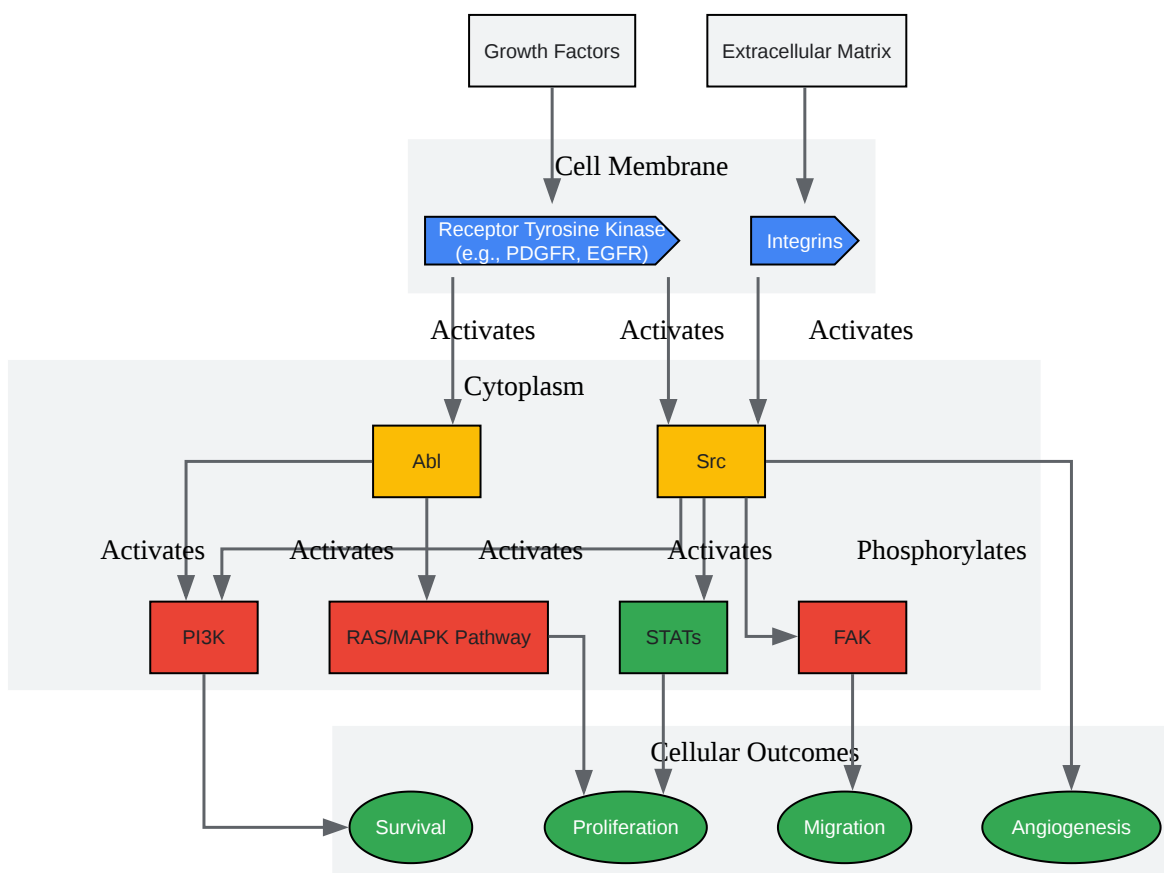 Growth Factors
Extracellular Matrix
Cell Membrane
Receptor Tyrosine Kinase
(e.g., PDGFR, EGFR)
Integrins
Activates
Activates
Activates
Cytoplasm
Abl
Src
Activates
Activates
Activates
Activates
Phosphorylates
PI3K
RAS/MAPK Pathway
STATs
FAK
Cellular Outcomes
Survival
Proliferation
Migration
Angiogenesis